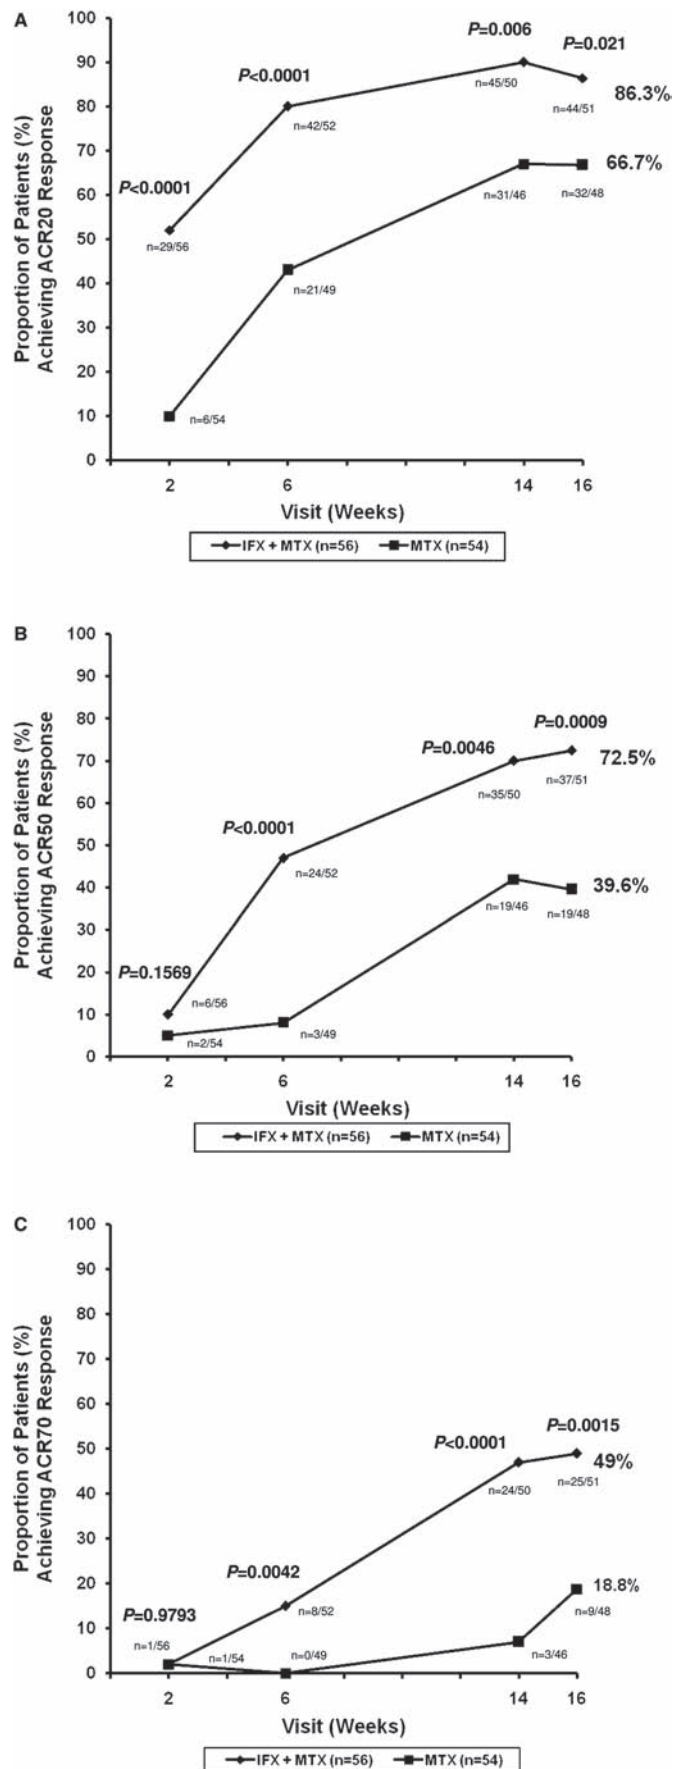 A
Proportion of Patients (%)
Achieving ACR20 Response
100
90
80
70
60
50
40
30
20
10
0
P<0.0001
P<0.0001
P=0.006
P=0.021
n=29/56
n=42/52
n=45/50
n=44/51
86.3%
66.7%
n=6/54
n=21/49
n=31/46
n=32/48
2 6 14 16
Visit (Weeks)
IFX + MTX (n=56) MTX (n=54)
B
Proportion of Patients (%)
Achieving ACR50 Response
100
90
80
70
60
50
40
30
20
10
0
P=0.1569
P<0.0001
P=0.0046
P=0.0009
n=6/56
n=24/52
n=35/50
n=37/51
72.5%
39.6%
n=2/54
n=3/49
n=19/46
n=19/48
2 6 14 16
Visit (Weeks)
IFX + MTX (n=56) MTX (n=54)
C
Proportion of Patients (%)
Achieving ACR70 Response
100
90
80
70
60
50
40
30
20
10
0
P=0.9793
P=0.0042
P<0.0001
P=0.0015
n=1/56
n=8/52
n=24/50
n=25/51
49%
18.8%
n=1/54
n=0/49
n=3/46
n=9/48
2 6 14 16
Visit (Weeks)
IFX + MTX (n=56) MTX (n=54)